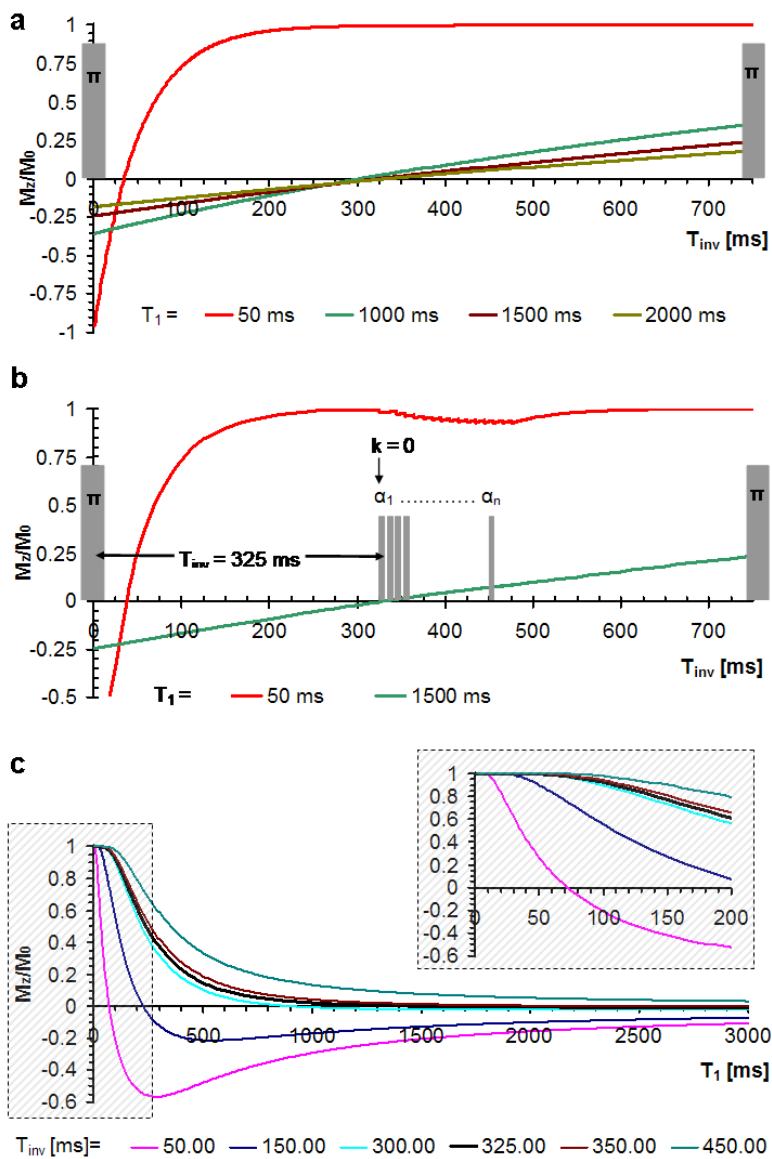 a
1
0.75
0.5
0.25
0
-0.25
-0.5
-0.75
-1
Mz/Mo
π
π
0 100 200 300 400 500 600 700
Tinv [ms]
T1 = 50 ms 1000 ms 1500 ms 2000 ms
b
1
0.75
0.5
0.25
0
-0.25
-0.5
Mz/Mo
π
π
k = 0
α1 ............ αn
Tinv = 325 ms
0 100 200 300 400 500 600 700
Tinv [ms]
T1 = 50 ms 1500 ms
c
1
0.8
0.6
0.4
0.2
0
-0.2
-0.4
-0.6
0 50 100 150 200
1
0.8
0.6
0.4
0.2
0
-0.2
-0.4
-0.6
Mz/Mo
0 500 1000 1500 2000 2500 3000
T1 [ms]
Tinv [ms]= 50.00 150.00 300.00 325.00 350.00 450.00